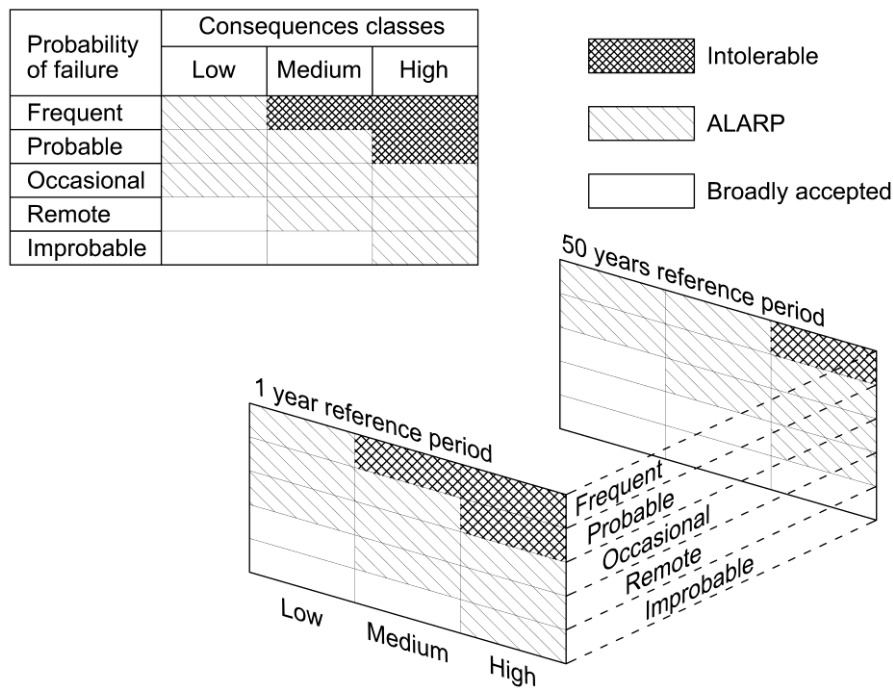 Probability
of failure
Consequences classes
Low
Medium
High
Frequent
Probable
Occasional
Remote
Improbable
Intolerable
ALARP
Broadly accepted
50 years reference period
1 year reference period
Frequent
Probable
Occasional
Remote
Improbable
Low
Medium
High